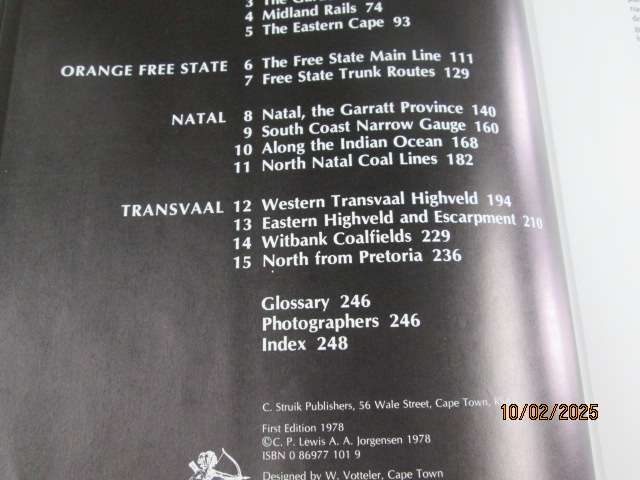 4 Midland Rails 74
5 The Eastern Cape 93
ORANGE FREE STATE 6 The Free State Main Line 111
7 Free State Trunk Routes 129
NATAL 8 Natal, the Garratt Province 140
9 South Coast Narrow Gauge 160
10 Along the Indian Ocean 168
11 North Natal Coal Lines 182
TRANSVAAL 12 Western Transvaal Highveld 194
13 Eastern Highveld and Escarpment 210
14 Witbank Coalfields 229
15 North from Pretoria 236
Glossary 246
Photographers 246
Index 248
C. Struik Publishers, 56 Wale Street, Cape Town,
First Edition 1978
©C. P. Lewis A. A. Jorgensen 1978
ISBN 0 86977 101 9
Designed by W. Votteler, Cape Town
10/02/2025